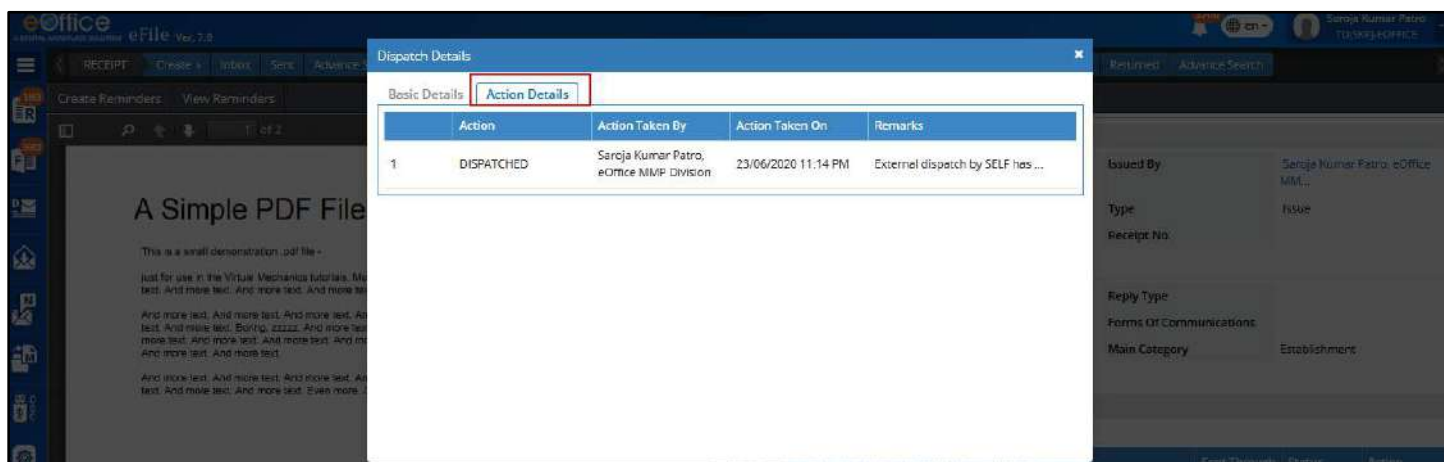 eOffice
eFile Ver. 7.0
en
Saroja Kumar Patro
RECEIPT Create Inbox Sent Advance
Returned Advance Search
Create Reminders View Reminders
1 of 2
Dispatch Details
Basic Details Action Details
Action Action Taken By Action Taken On Remarks
1 DISPATCHED Saroja Kumar Patro, 23/06/2020 11:14 PM External dispatch by SELF has ...
eOffice MMP Division
A Simple PDF File
This is a small demonstration .pdf file -
just for use in the Virtual Mechanics tutorials.
text. And more text. And more text. And more
And more text. And more text. And more text.
text. And more text. Boring, zzzzz. And more
more text. And more text. And more text. And
And more text. And more text.
And more text. And more text. And more text.
text. And more text. And more text. Even more.
Issued By Saroja Kumar Patro, eOffice
MM...
Type Issue
Receipt No.
Reply Type
Forms Of Communications
Main Category Establishment
Sent Through Status Action